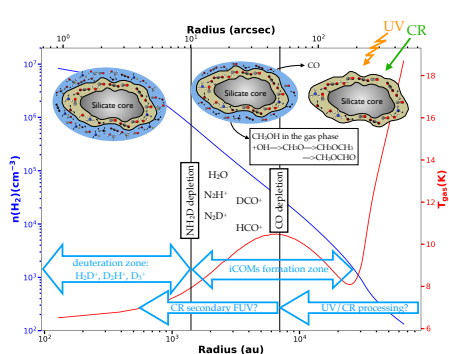 Radius (arcsec)
10⁰
10¹
10²
UV
CR
10⁷
10⁶
10⁵
10⁴
10³
10²
n(H₂)(cm⁻³)
18
16
14
12
10
8
6
T_gas(K)
Silicate core
Silicate core
Silicate core
CO
CH₃OH in the gas phase
+OH—>CH₃O—>CH₃OCH₃
—>CH₃OCHO
NH₃D depletion
H₂O
N₂H⁺
N₂D⁺
DCO⁺
HCO⁺
CO depletion
deuteration zone:
H₂D⁺, D₂H⁺, D₃⁺
iCOMs formation zone
CR secondary FUV?
UV/CR processing?
10²
10³
10⁴
Radius (au)